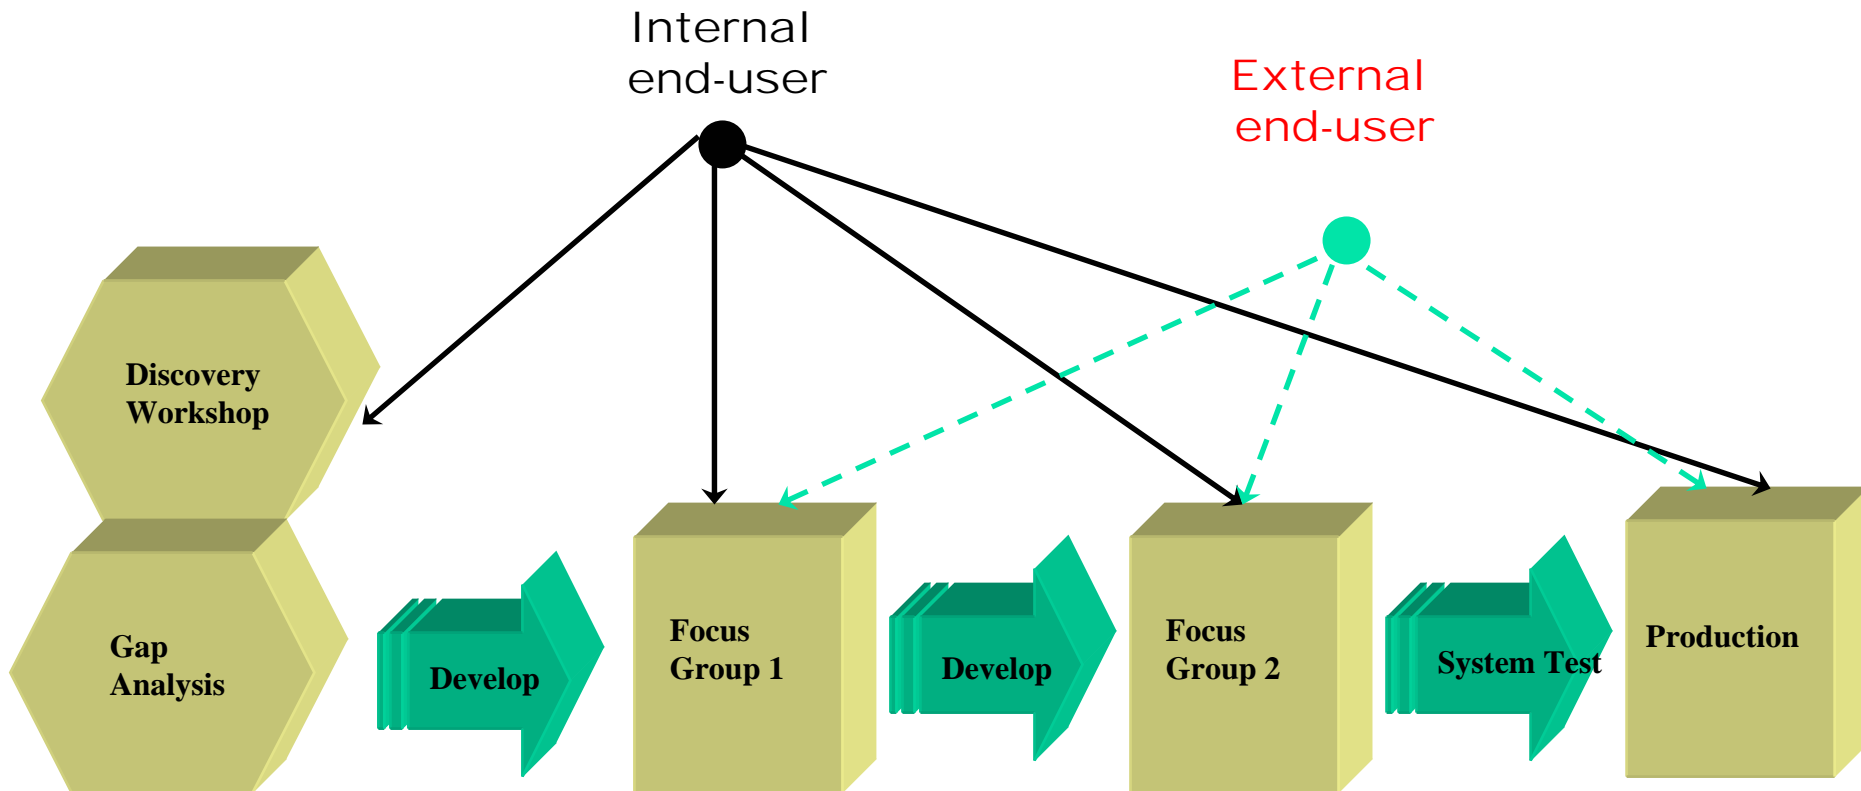 Internal
end-user
External
end-user
Discovery
Workshop
Gap
Analysis
Develop
Focus
Group 1
Develop
Focus
Group 2
System Test
Production